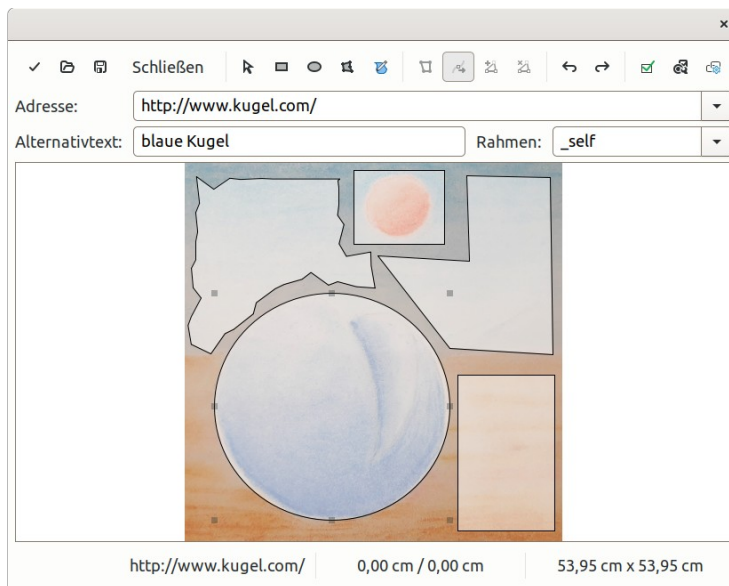 Schließen
Adresse: http://www.kugel.com/
Alternativtext: blaue Kugel Rahmen: _self
http://www.kugel.com/ 0,00 cm / 0,00 cm 53,95 cm x 53,95 cm